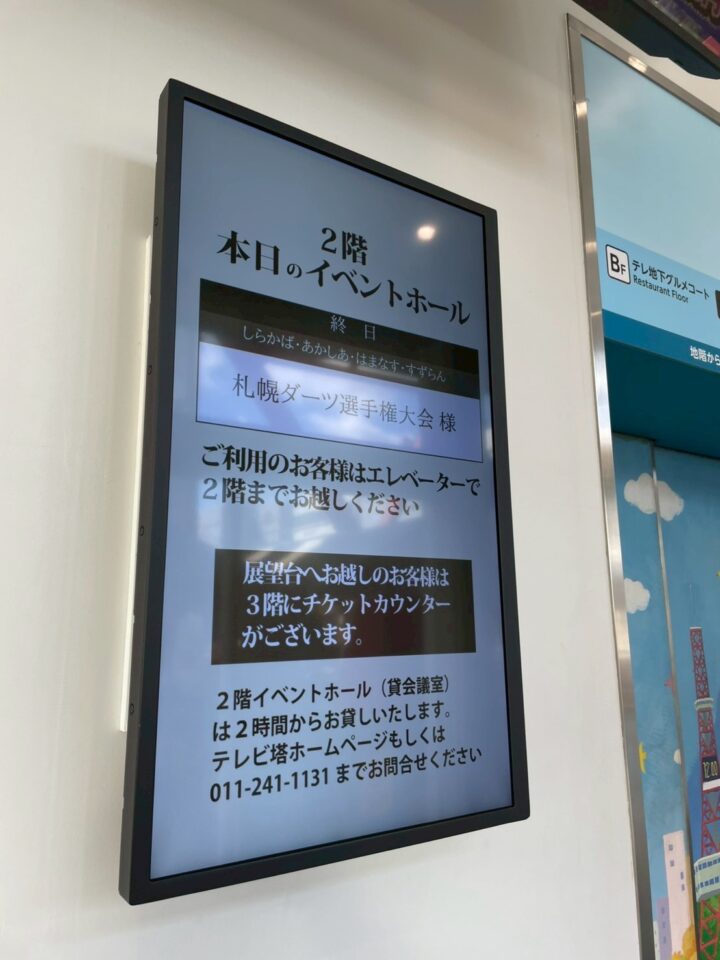 ２階
本日のイベントホール
終 日
しらかば・あかしあ・はまなす・すずらん
札幌ダーツ選手権大会 様
ご利用のお客様はエレベーターで
２階までお越しください
展望台へお越しのお客様は
３階にチケットカウンター
がございます。
２階イベントホール（貸会議室）
は２時間からお貸しいたします。
テレビ塔ホームページもしくは
011-241-1131 までお問合せください
BF テレ地下グルメコート
Restaurant Floor
地階から
12:00